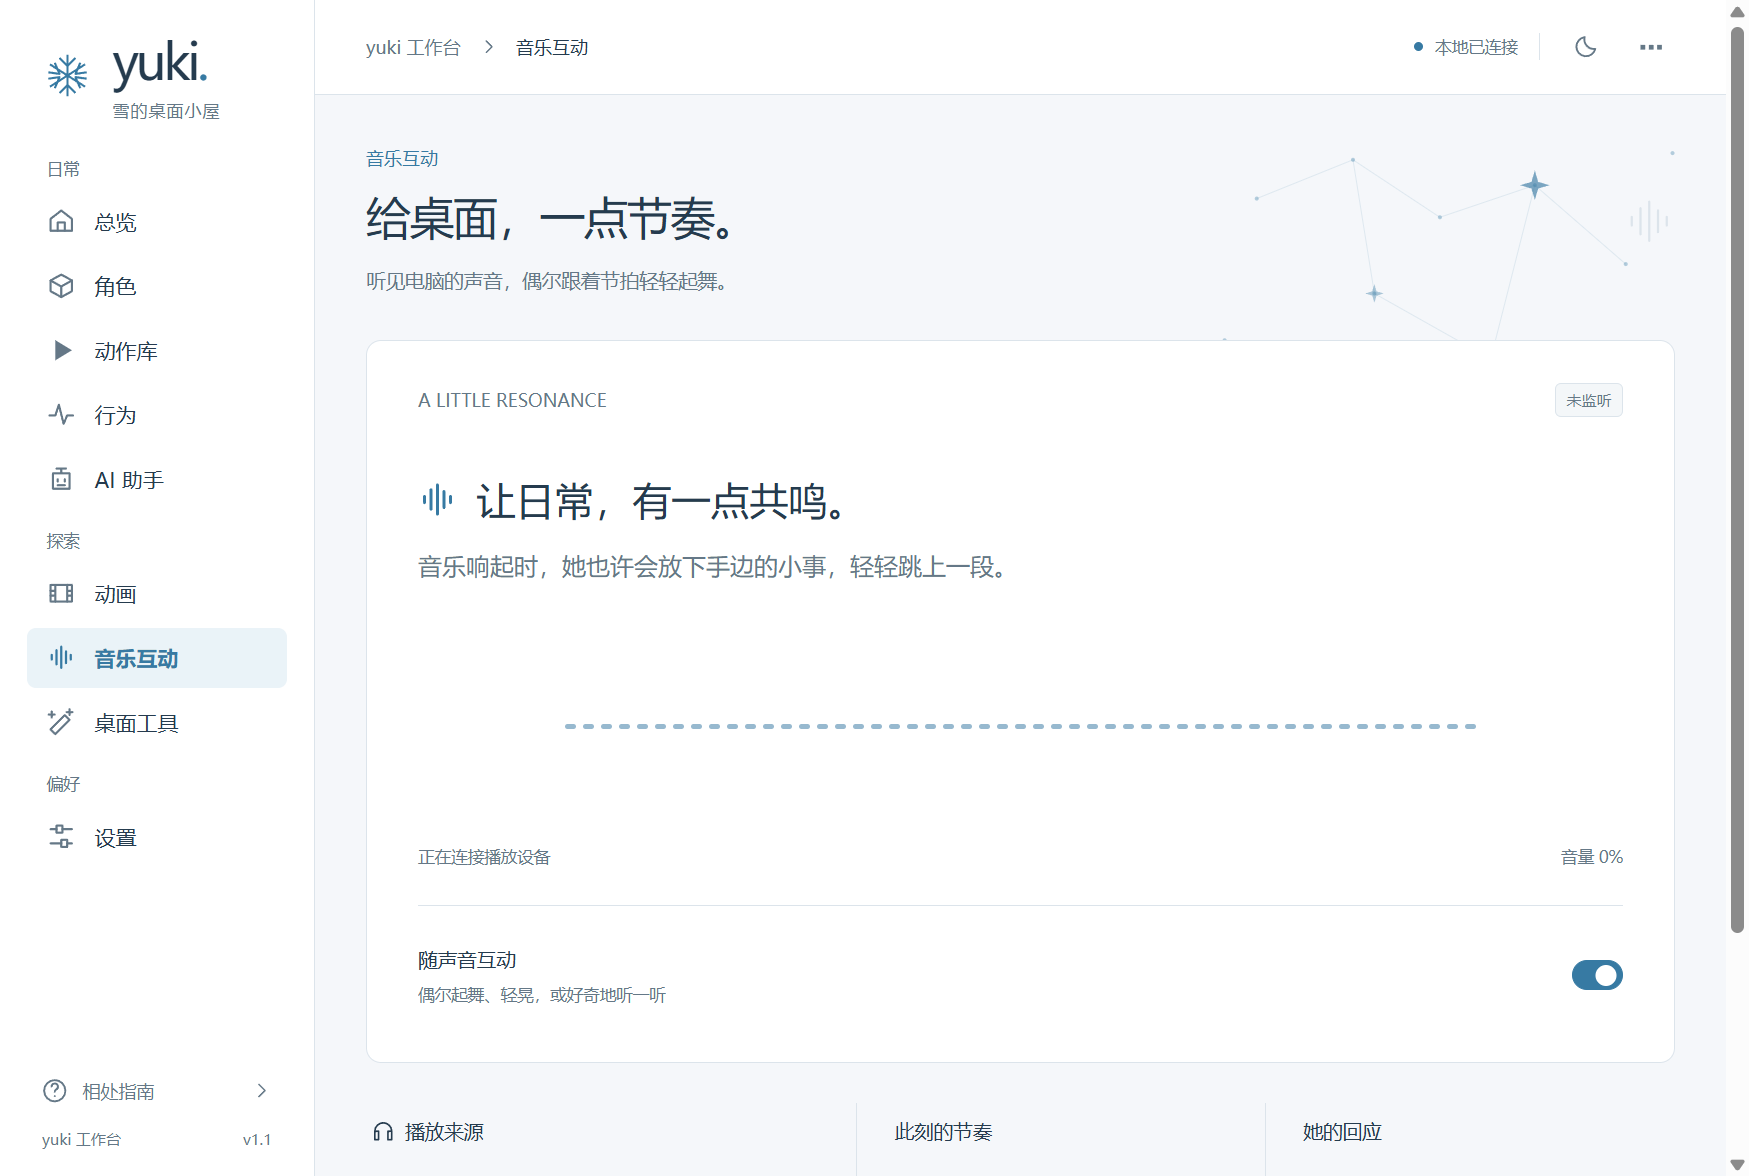 yuki.
雪的桌面小屋
日常
总览
角色
动作库
行为
AI 助手
探索
动画
音乐互动
桌面工具
偏好
设置
相处指南
yuki 工作台
v1.1
yuki 工作台
音乐互动
本地已连接
音乐互动
给桌面，一点节奏。
听见电脑的声音，偶尔跟着节拍轻轻起舞。
A LITTLE RESONANCE
未监听
让日常，有一点共鸣。
音乐响起时，她也许会放下手边的小事，轻轻跳上一段。
正在连接播放设备
音量 0%
随声音互动
偶尔起舞、轻晃，或好奇地听一听
播放来源
此刻的节奏
她的回应